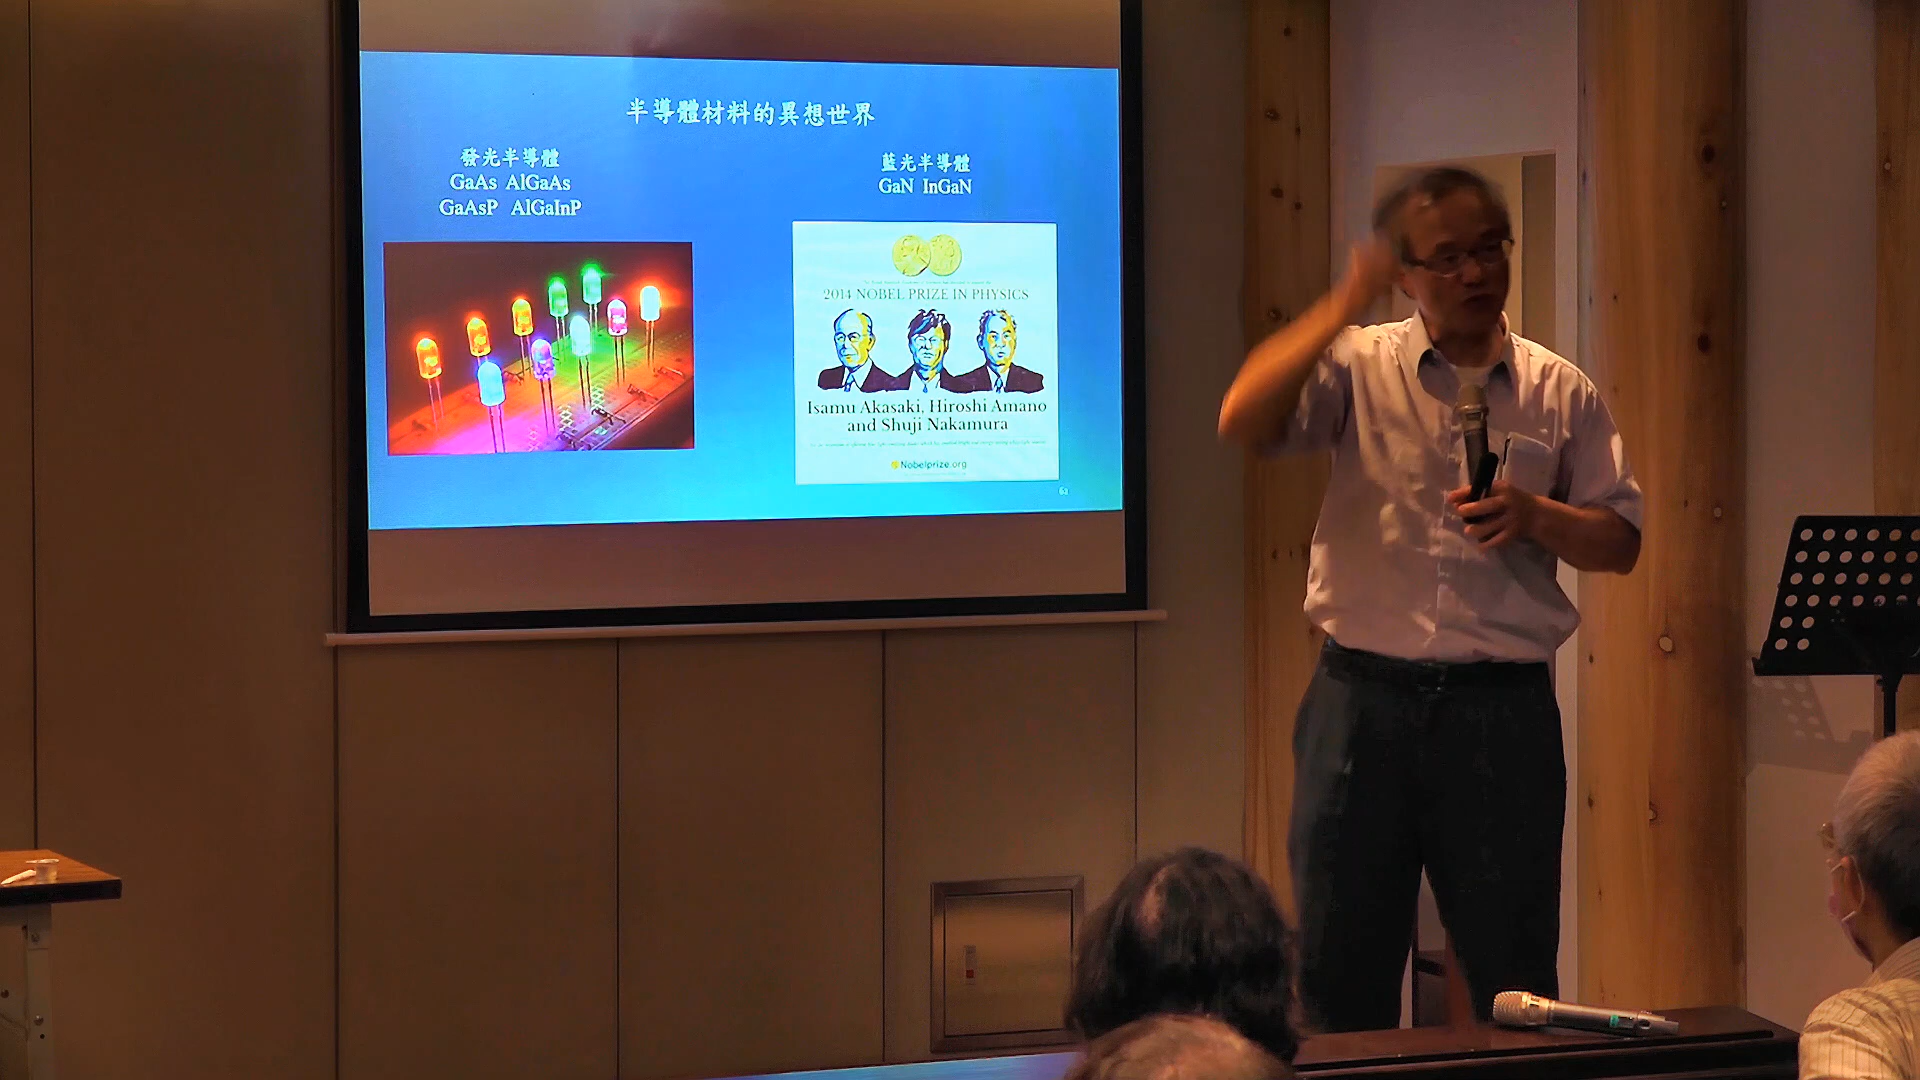 半導體材料的異想世界
發光半導體
GaAs AlGaAs
GaAsP AlGaInP
藍光半導體
GaN InGaN
2014 NOBEL PRIZE IN PHYSICS
Isamu Akasaki, Hiroshi Amano
and Shuji Nakamura
Nobelprize.org